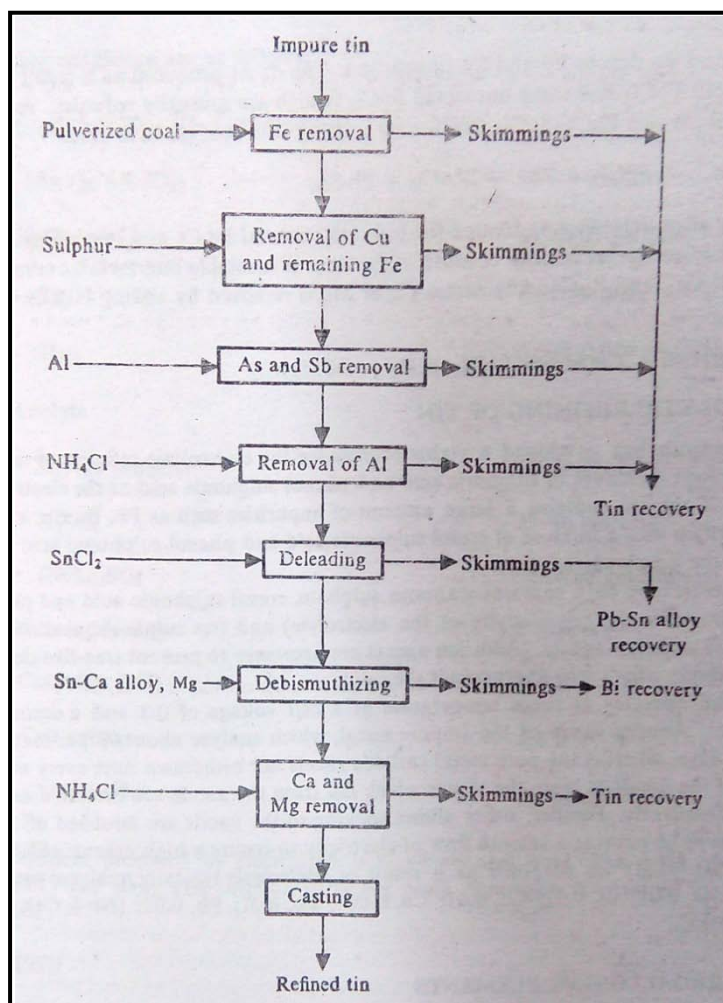 Impure tin
Pulverized coal
Fe removal
Skimmings
Sulphur
Removal of Cu
and remaining Fe
Skimmings
Al
As and Sb removal
Skimmings
NH₄Cl
Removal of Al
Skimmings
Tin recovery
SnCl₂
Deleading
Skimmings
Pb-Sn alloy
recovery
Sn-Ca alloy, Mg
Debismuthizing
Skimmings
Bi recovery
NH₄Cl
Ca and
Mg removal
Skimmings
Tin recovery
Casting
Refined tin